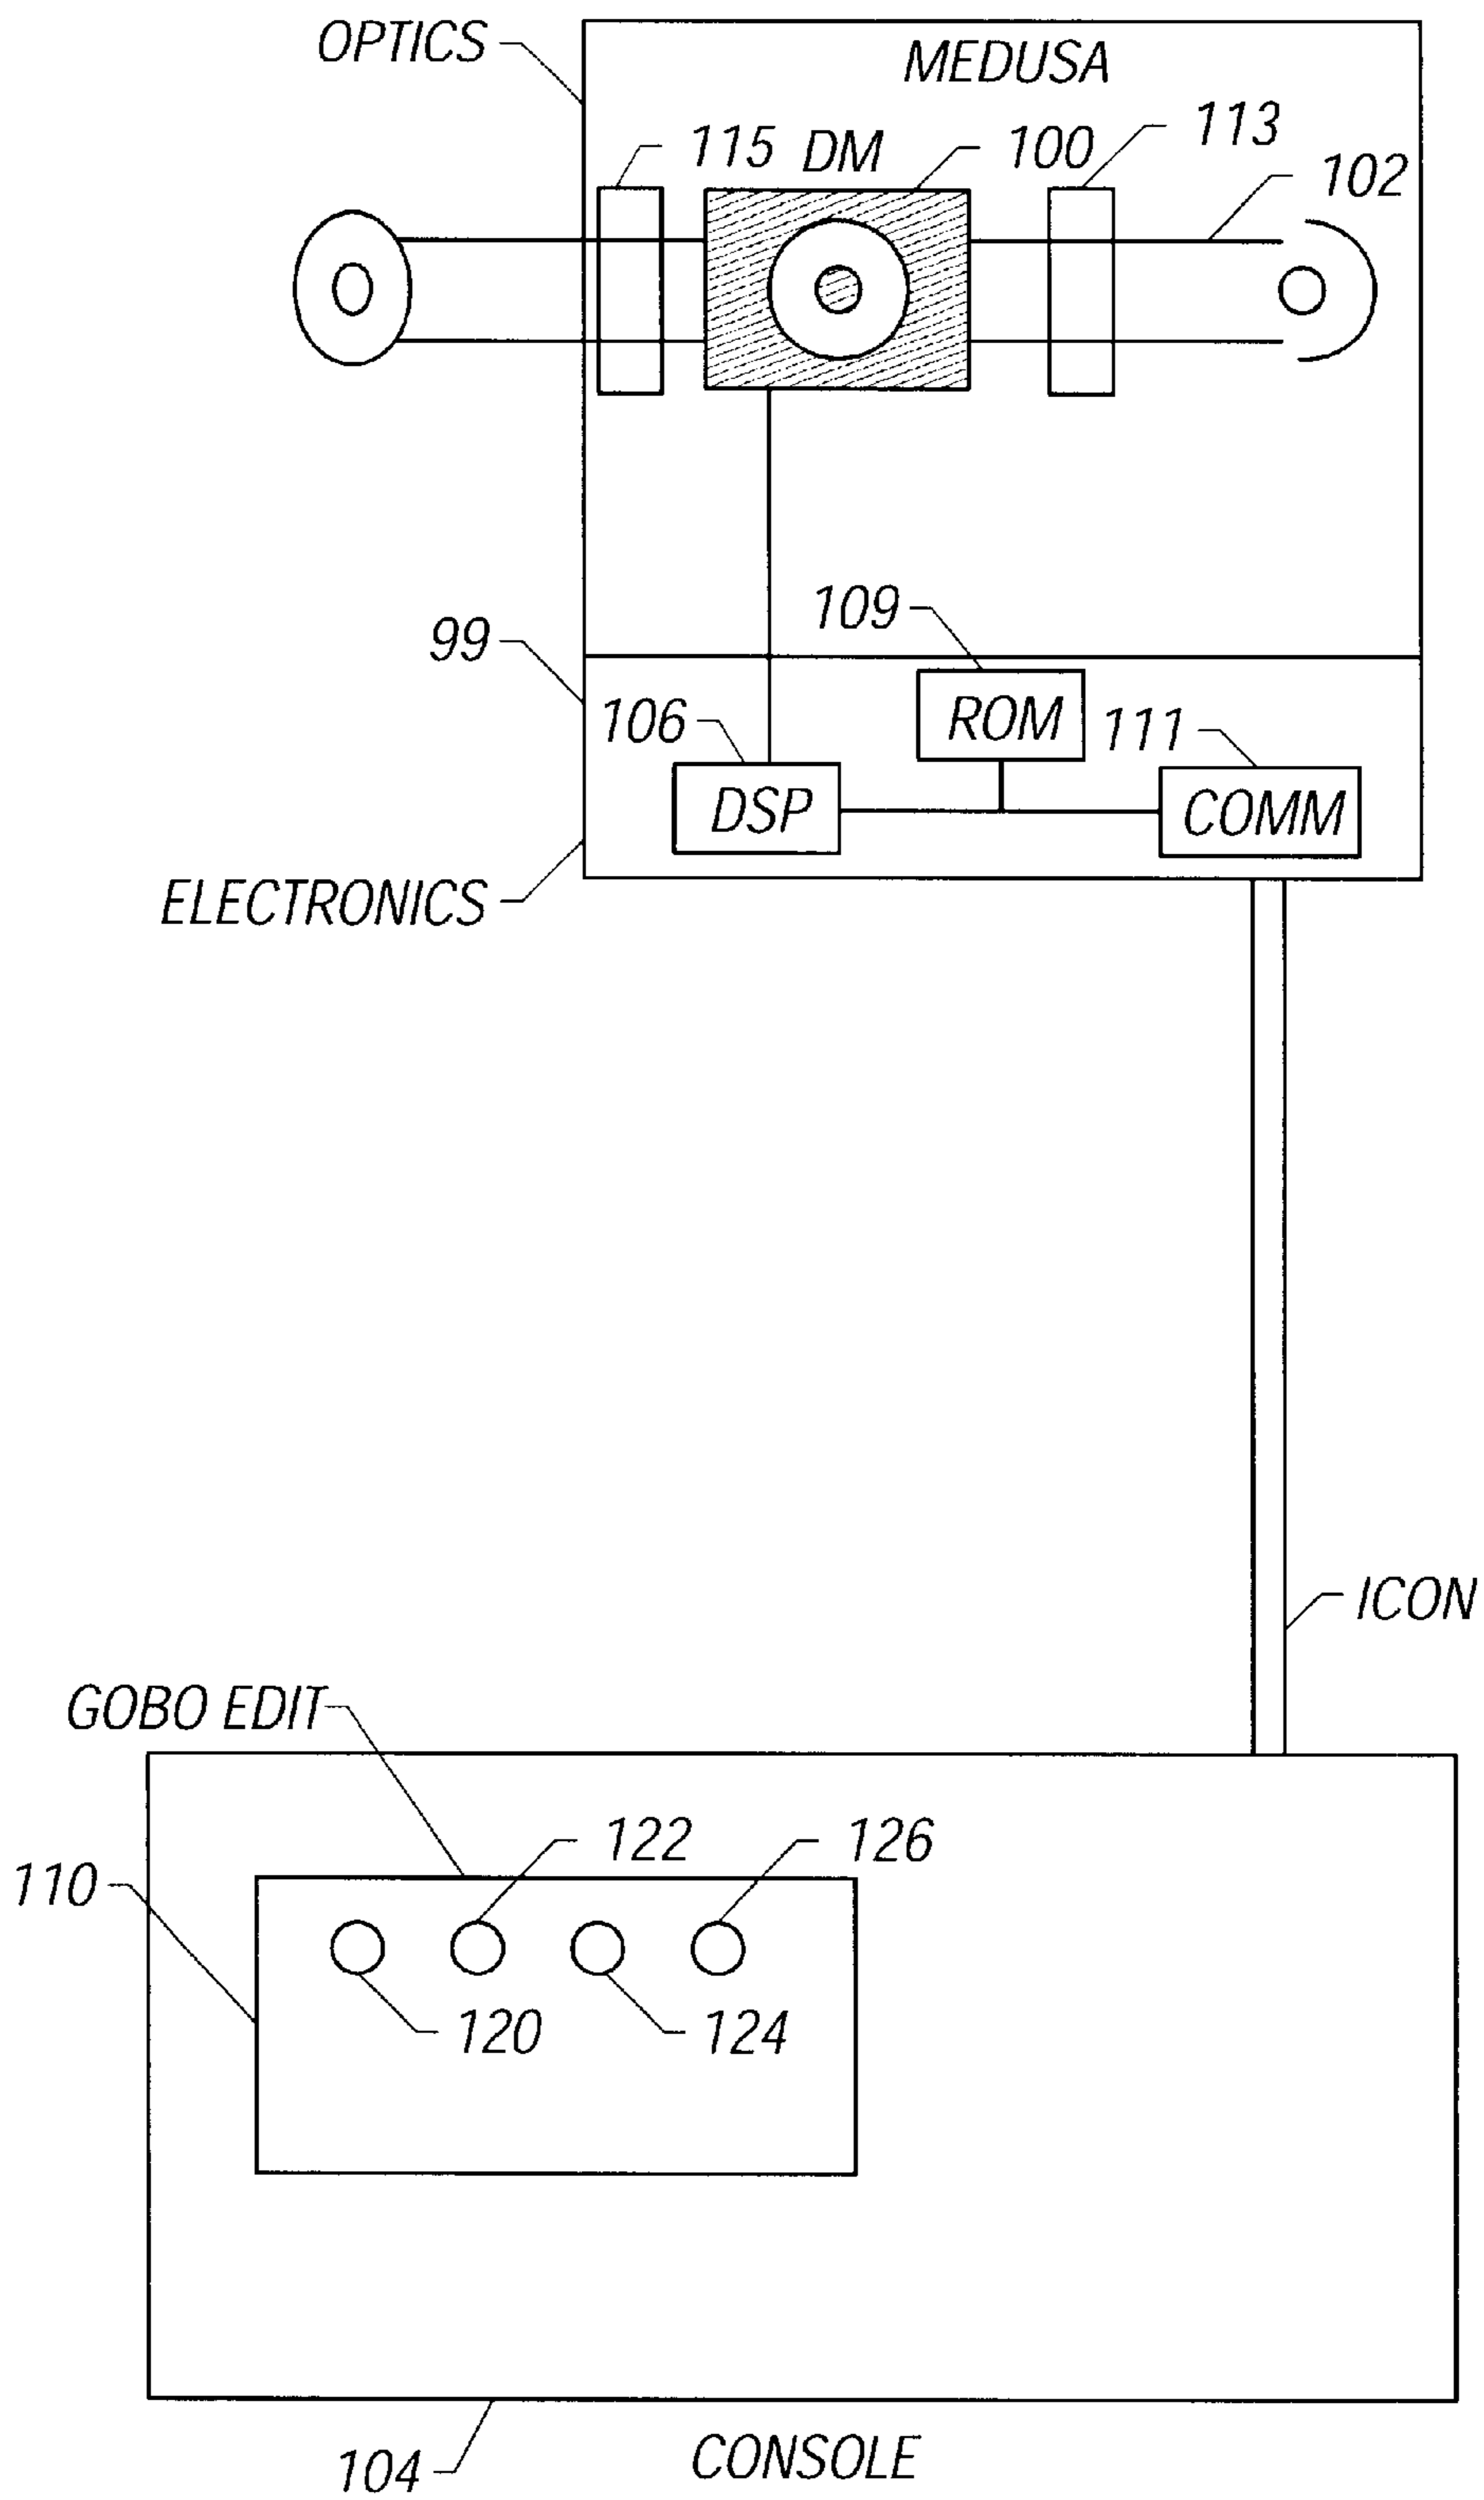 OPTICS
MEDUSA
115 DM 100 113
102
99
109
106
ROM
111
DSP
COMM
ELECTRONICS
ICON
GOBO EDIT
122 126
110
120 124
104
CONSOLE